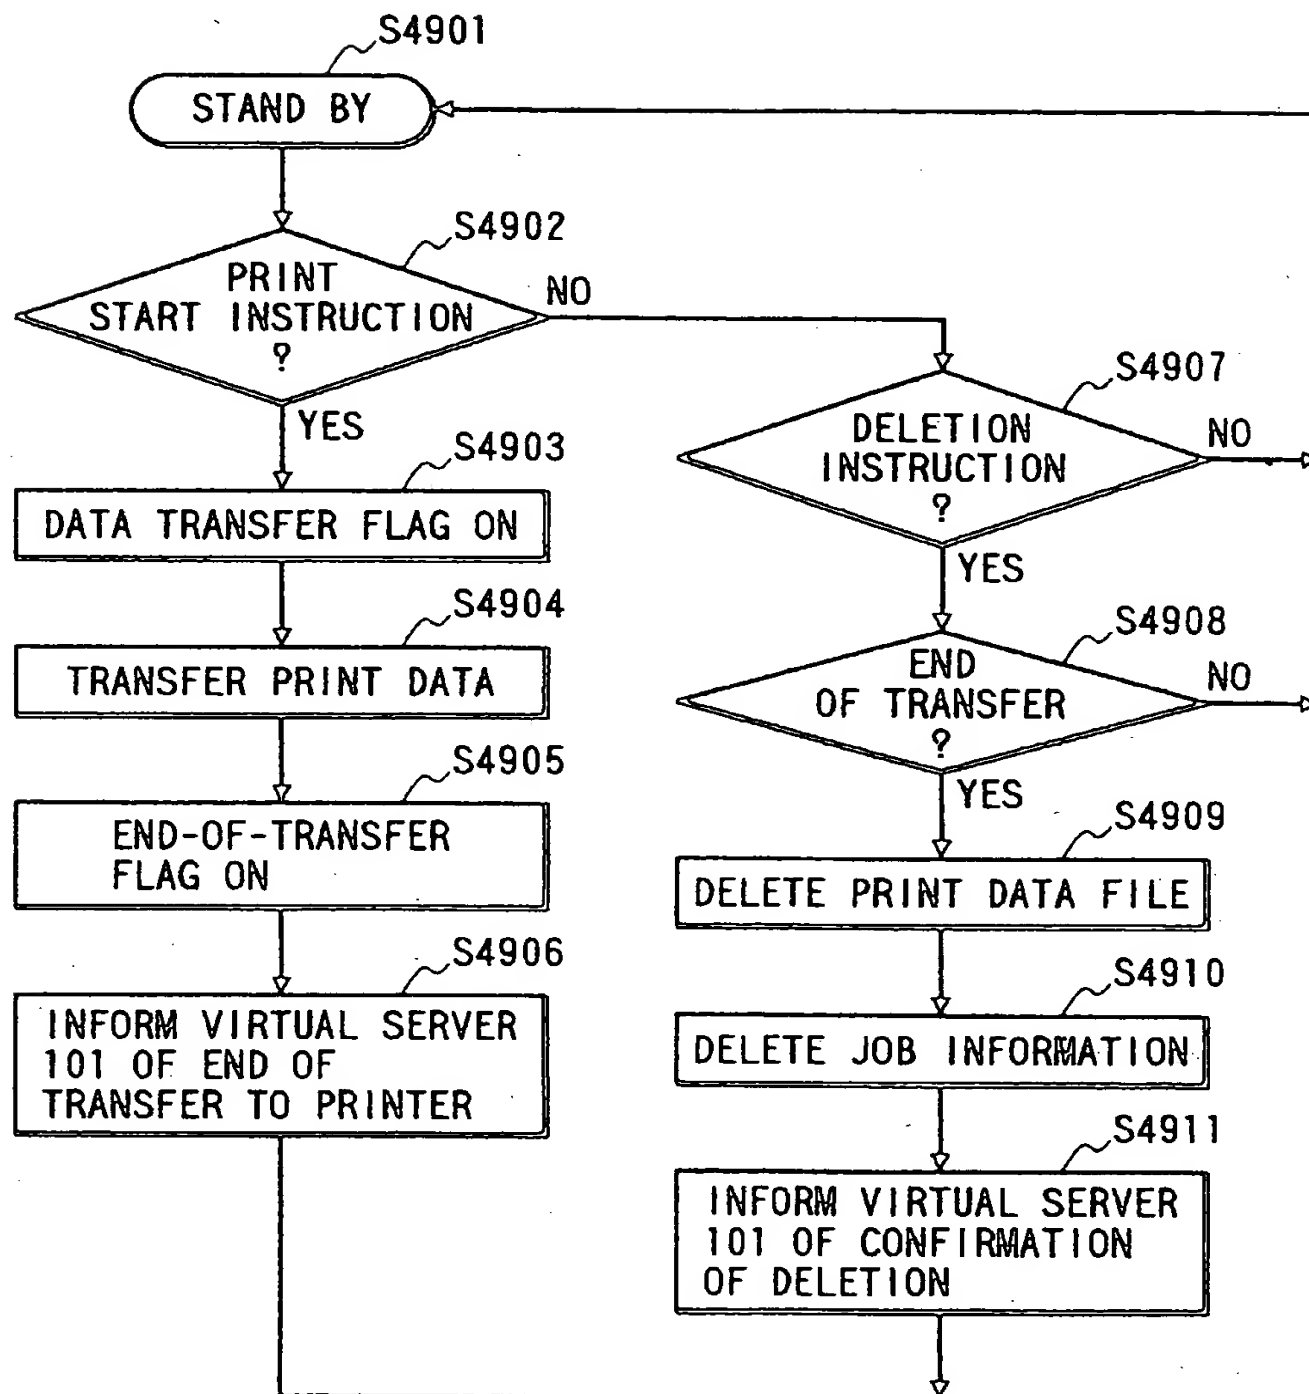 S4901
STAND BY
S4902
PRINT
START INSTRUCTION
?
NO
YES
S4903
DATA TRANSFER FLAG ON
S4904
TRANSFER PRINT DATA
S4905
END-OF-TRANSFER
FLAG ON
S4906
INFORM VIRTUAL SERVER
101 OF END OF
TRANSFER TO PRINTER
S4907
DELETION
INSTRUCTION
?
NO
YES
S4908
END
OF TRANSFER
?
NO
YES
S4909
DELETE PRINT DATA FILE
S4910
DELETE JOB INFORMATION
S4911
INFORM VIRTUAL SERVER
101 OF CONFIRMATION
OF DELETION